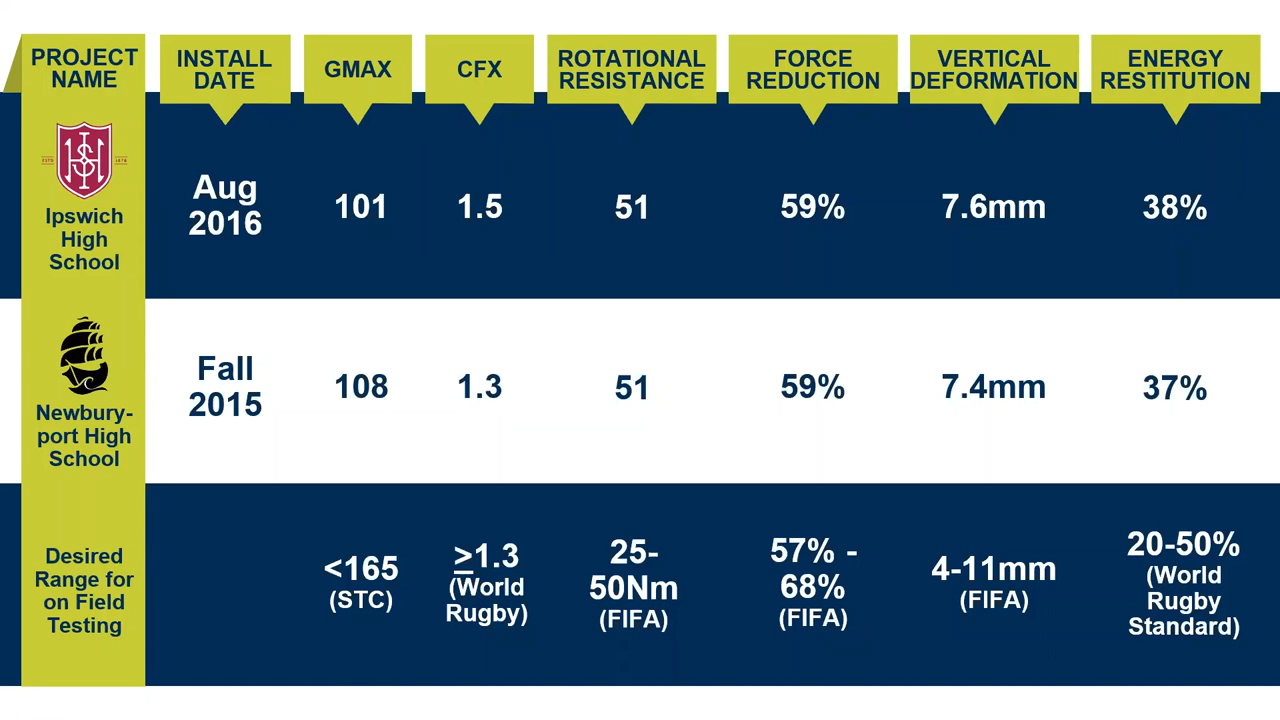 PROJECT
NAME
INSTALL
DATE
GMAX
CFX
ROTATIONAL
RESISTANCE
FORCE
REDUCTION
VERTICAL
DEFORMATION
ENERGY
RESTITUTION
ESTD
1874
IHS
Ipswich
High
School
Aug
2016
101
1.5
51
59%
7.6mm
38%
Newbury-
port High
School
Fall
2015
108
1.3
51
59%
7.4mm
37%
Desired
Range for
on Field
Testing
<165
(STC)
≥1.3
(World
Rugby)
25-
50Nm
(FIFA)
57% -
68%
(FIFA)
4-11mm
(FIFA)
20-50%
(World
Rugby
Standard)